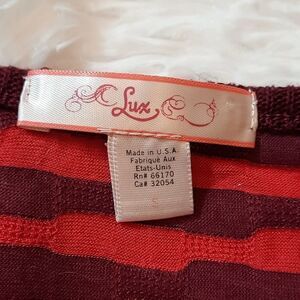 Lux
Made in U.S.A.
Fabriqué Aux
Etats-Unis
Rn# 66170
Ca# 32054
S